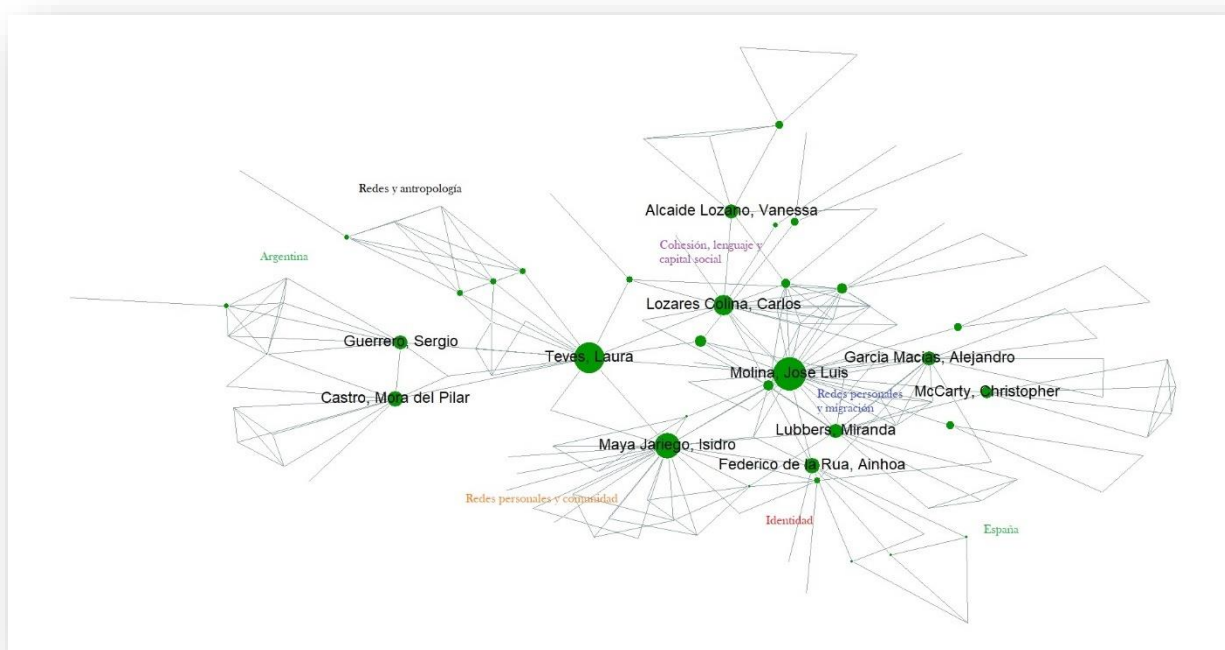 Redes y antropología
Alcaide Lozano, Vanessa
Cohesión, lenguaje y
capital social
Argentina
Lozares Colina, Carlos
Guerrero, Sergio
Teves, Laura
Garcia Macias, Alejandro
Molina, Jose Luis
Castro, Mora del Pilar
McCarty, Christopher
Redes personales
y migración
Lubbers, Miranda
Maya Jariego, Isidro
Federico de la Rua, Ainhoa
Redes personales y comunidad
Identidad
España